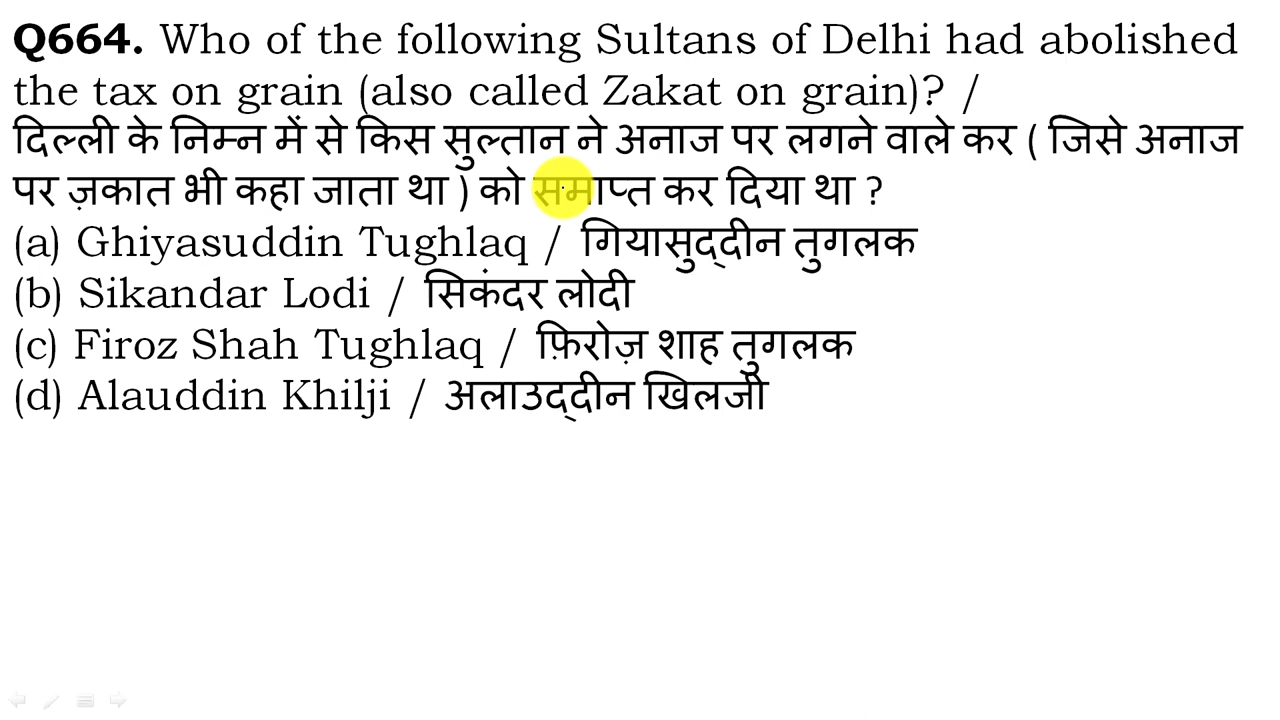 Q664. Who of the following Sultans of Delhi had abolished
the tax on grain (also called Zakat on grain)? /
दिल्ली के निम्न में से किस सुल्तान ने अनाज पर लगने वाले कर ( जिसे अनाज
पर ज़कात भी कहा जाता था ) को समाप्त कर दिया था ?
(a) Ghiyasuddin Tughlaq / गियासुद्दीन तुगलक
(b) Sikandar Lodi / सिकंदर लोदी
(c) Firoz Shah Tughlaq / फ़िरोज़ शाह तुगलक
(d) Alauddin Khilji / अलाउद्दीन खिलजी